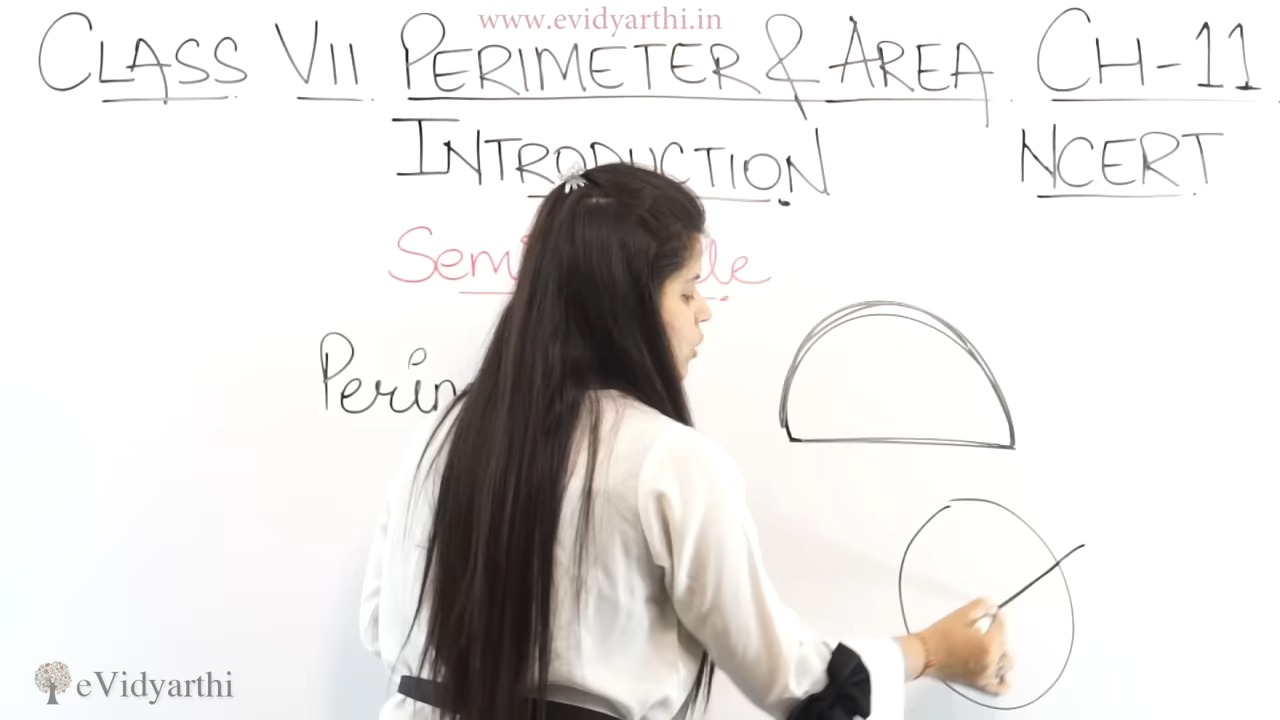 www.evidyarthi.in
CLASS VII PERIMETER & AREA CH-11
INTRODUCTION NCERT
eVidyarthi